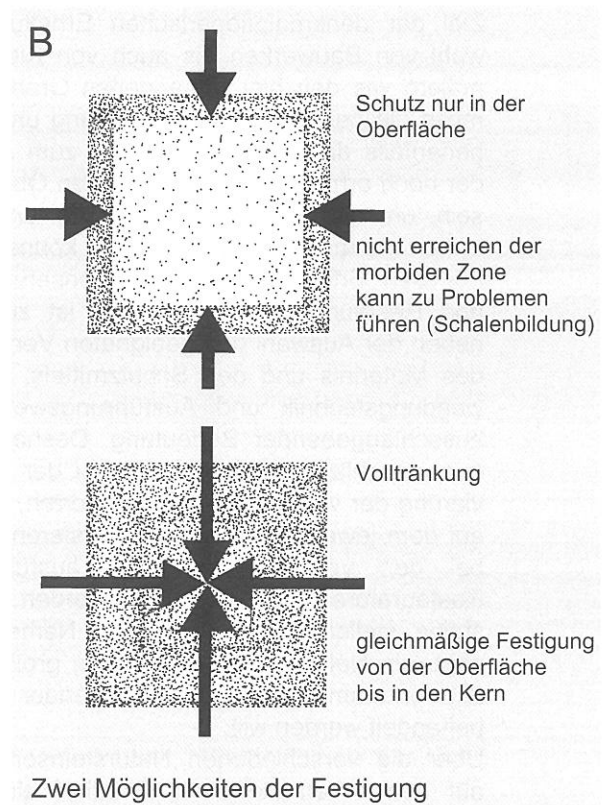 B
Schutz nur in der
Oberfläche
nicht erreichen der
morbiden Zone
kann zu Problemen
führen (Schalenbildung)
Volltränkung
gleichmäßige Festigung
von der Oberfläche
bis in den Kern
Zwei Möglichkeiten der Festigung